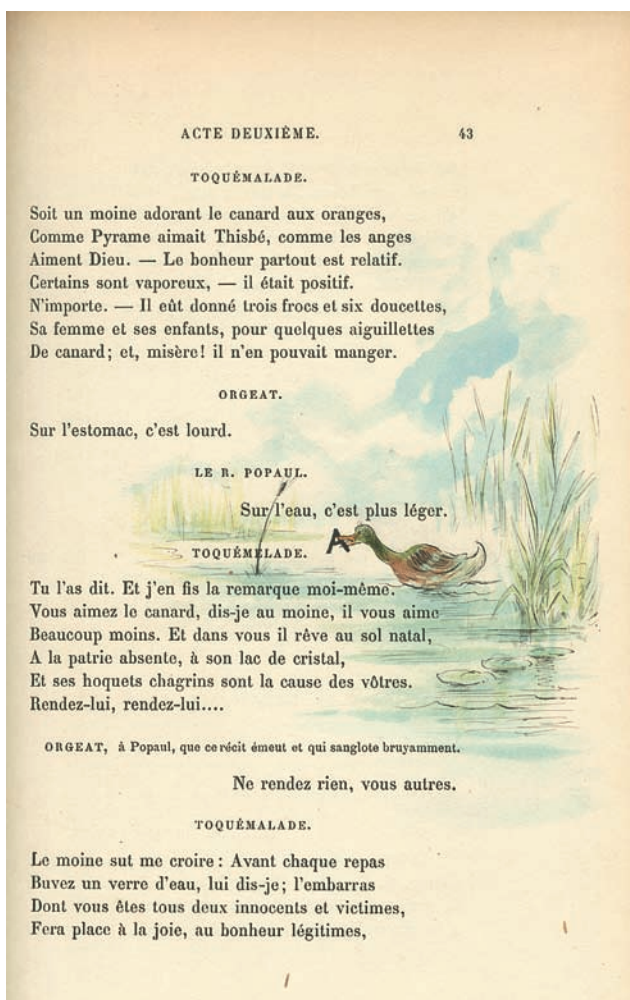 ACTE DEUXIÈME. 43
TOQUÉMALADE.
Soit un moine adorant le canard aux oranges,
Comme Pyrame aimait Thisbé, comme les anges
Aiment Dieu. — Le bonheur partout est relatif.
Certains sont vaporeux, — il était positif.
N'importe. — Il eût donné trois frocs et six doucettes,
Sa femme et ses enfants, pour quelques aiguillettes
De canard; et, misère! il n'en pouvait manger.
ORGEAT.
Sur l'estomac, c'est lourd.
LE R. POPAUL.
Sur l'eau, c'est plus léger.
A
TOQUÉMELADE.
Tu l'as dit. Et j'en fis la remarque moi-même.
Vous aimez le canard, dis-je au moine, il vous aime
Beaucoup moins. Et dans vous il rêve au sol natal,
A la patrie absente, à son lac de cristal,
Et ses hoquets chagrins sont la cause des vôtres.
Rendez-lui, rendez-lui....
ORGEAT, à Popaul, que ce récit émeut et qui sanglote bruyamment.
Ne rendez rien, vous autres.
TOQUÉMALADE.
Le moine sut me croire : Avant chaque repas
Buvez un verre d'eau, lui dis-je; l'embarras
Dont vous êtes tous deux innocents et victimes,
Fera place à la joie, au bonheur légitimes,